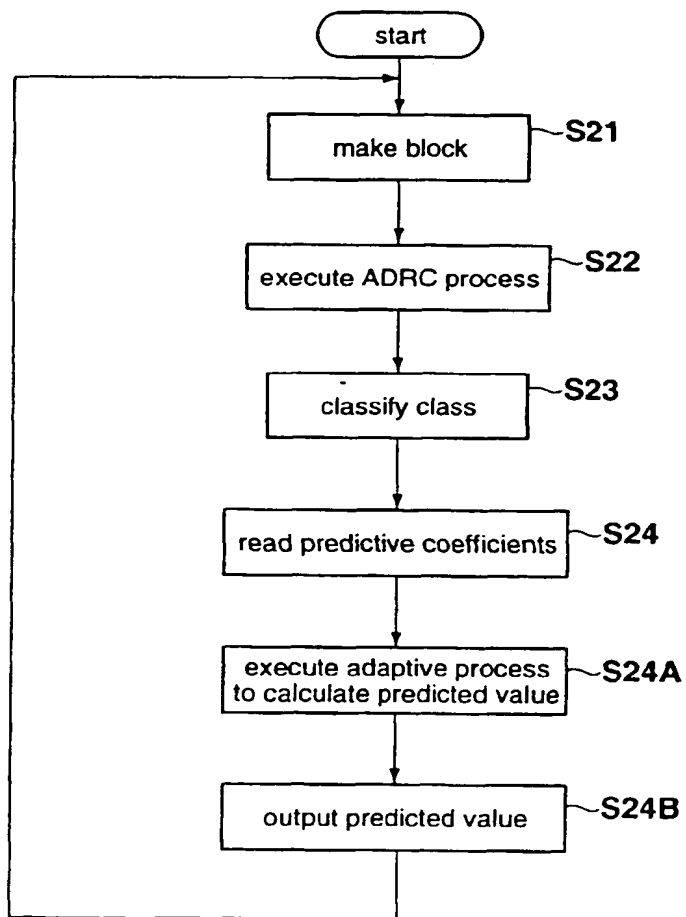 start
make block
S21
execute ADRC process
S22
classify class
S23
read predictive coefficients
S24
execute adaptive process
to calculate predicted value
S24A
output predicted value
S24B